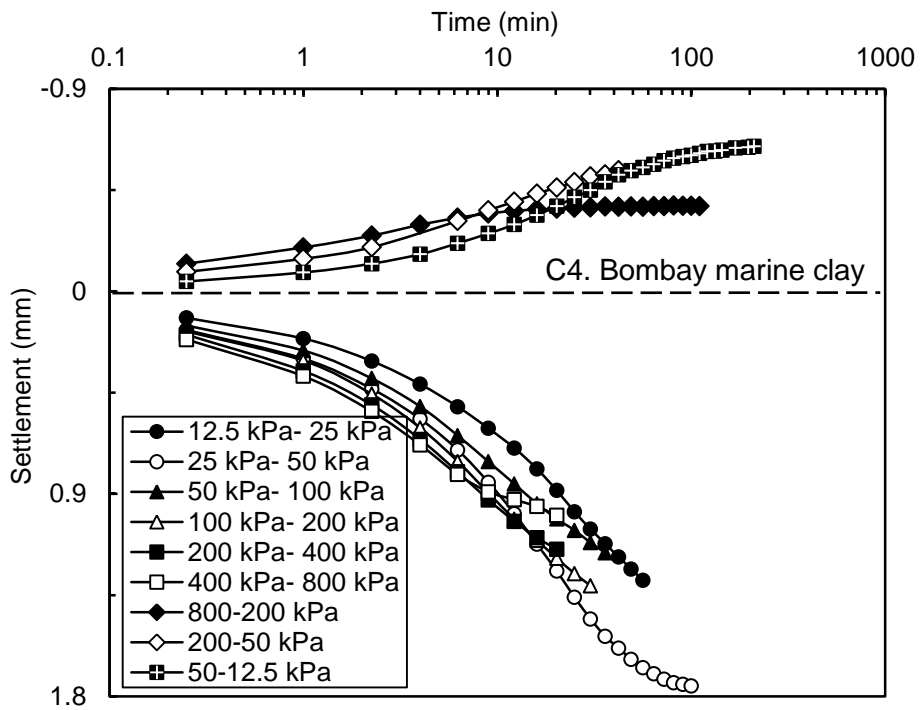 Time (min)
0.1 1 10 100 1000
-0.9
0
0.9
1.8
Settlement (mm)
C4. Bombay marine clay
12.5 kPa- 25 kPa
25 kPa- 50 kPa
50 kPa- 100 kPa
100 kPa- 200 kPa
200 kPa- 400 kPa
400 kPa- 800 kPa
800-200 kPa
200-50 kPa
50-12.5 kPa